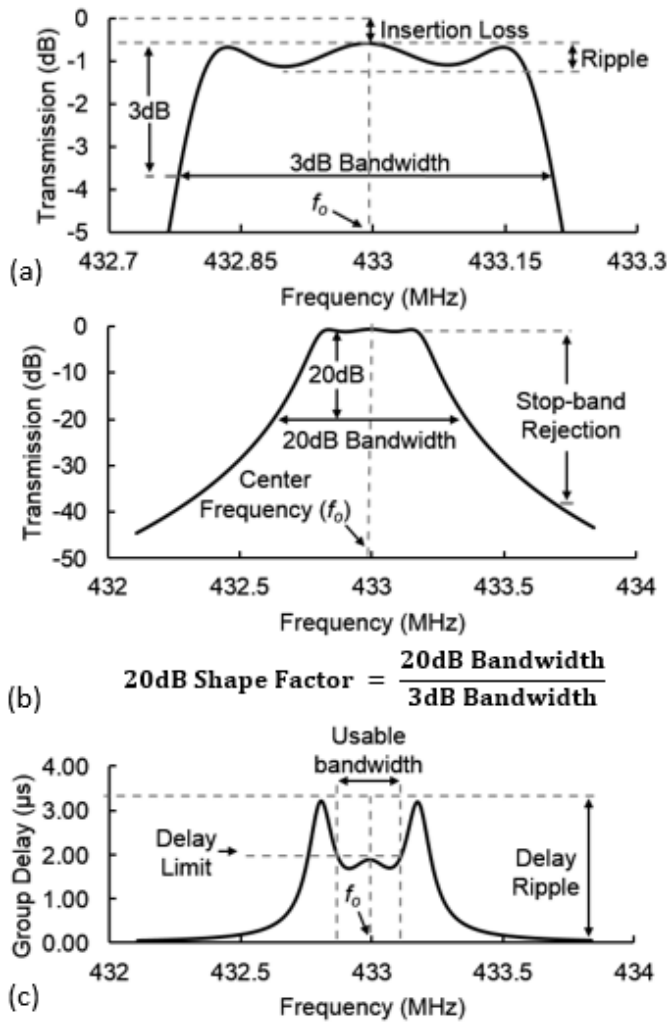 0
-1
-2
-3
-4
-5
Transmission (dB)
Insertion Loss
Ripple
3dB
3dB Bandwidth
fo
432.7
432.85
433
433.15
433.3
(a)
Frequency (MHz)
0
-10
-20
-30
-40
-50
Transmission (dB)
20dB
20dB Bandwidth
Stop-band
Rejection
Center
Frequency (fo)
432
432.5
433
433.5
434
Frequency (MHz)
(b)
20dB Shape Factor = 20dB Bandwidth
3dB Bandwidth
Usable
bandwidth
4.00
3.00
2.00
1.00
0.00
Group Delay (µs)
Delay
Limit
fo
Delay
Ripple
432
432.5
433
433.5
434
(c)
Frequency (MHz)